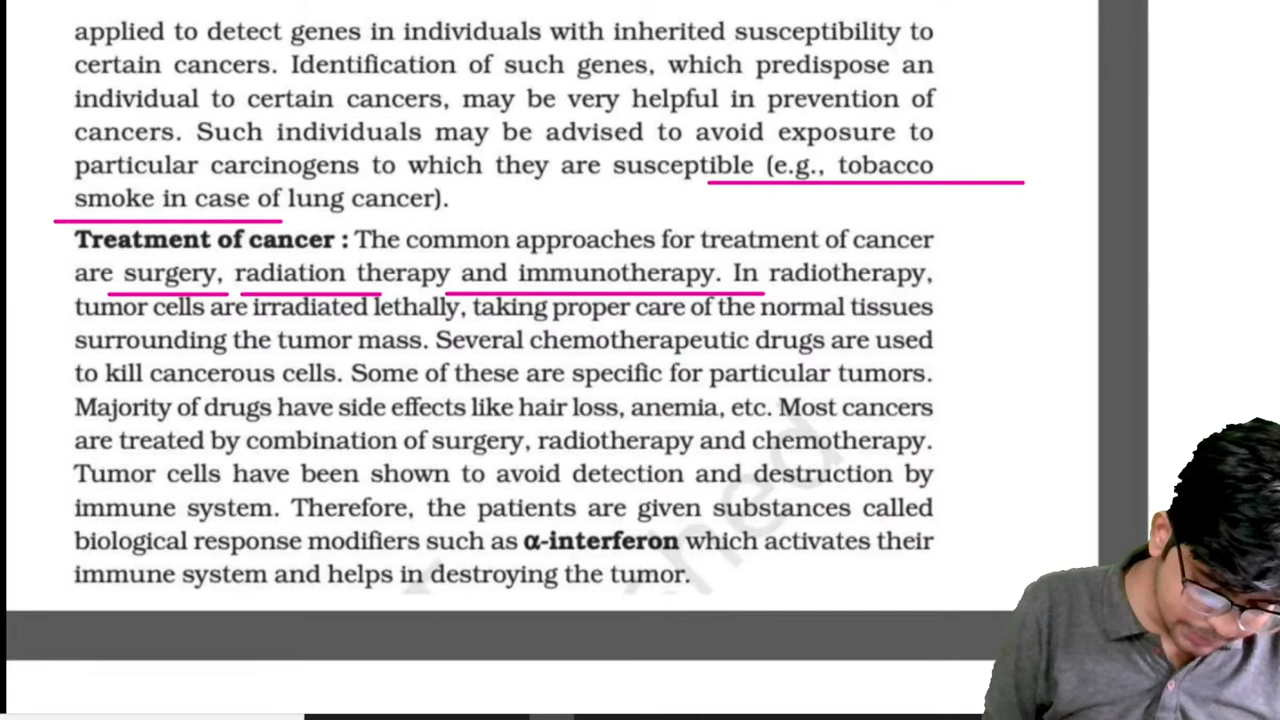 applied to detect genes in individuals with inherited susceptibility to
certain cancers. Identification of such genes, which predispose an
individual to certain cancers, may be very helpful in prevention of
cancers. Such individuals may be advised to avoid exposure to
particular carcinogens to which they are susceptible (e.g., tobacco
smoke in case of lung cancer).
Treatment of cancer : The common approaches for treatment of cancer
are surgery, radiation therapy and immunotherapy. In radiotherapy,
tumor cells are irradiated lethally, taking proper care of the normal tissues
surrounding the tumor mass. Several chemotherapeutic drugs are used
to kill cancerous cells. Some of these are specific for particular tumors.
Majority of drugs have side effects like hair loss, anemia, etc. Most cancers
are treated by combination of surgery, radiotherapy and chemotherapy.
Tumor cells have been shown to avoid detection and destruction by
immune system. Therefore, the patients are given substances called
biological response modifiers such as α-interferon which activates their
immune system and helps in destroying the tumor.